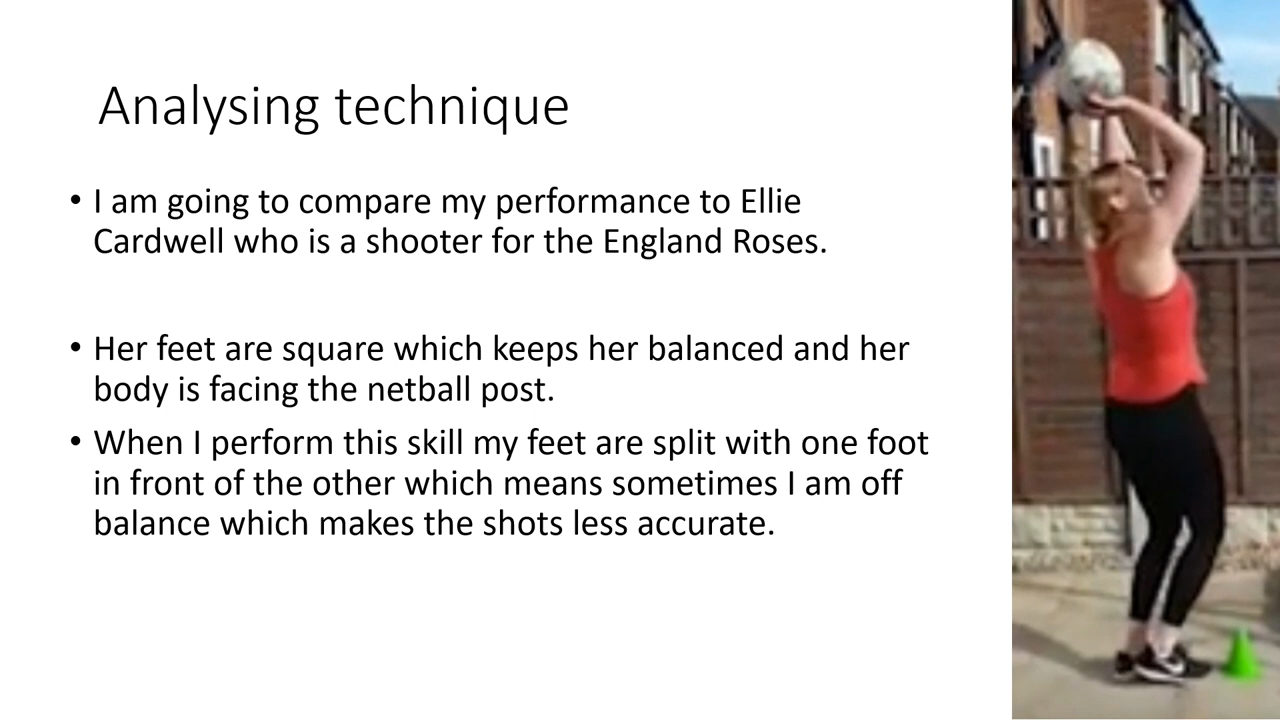 Analysing technique
• I am going to compare my performance to Ellie
Cardwell who is a shooter for the England Roses.
• Her feet are square which keeps her balanced and her
body is facing the netball post.
• When I perform this skill my feet are split with one foot
in front of the other which means sometimes I am off
balance which makes the shots less accurate.